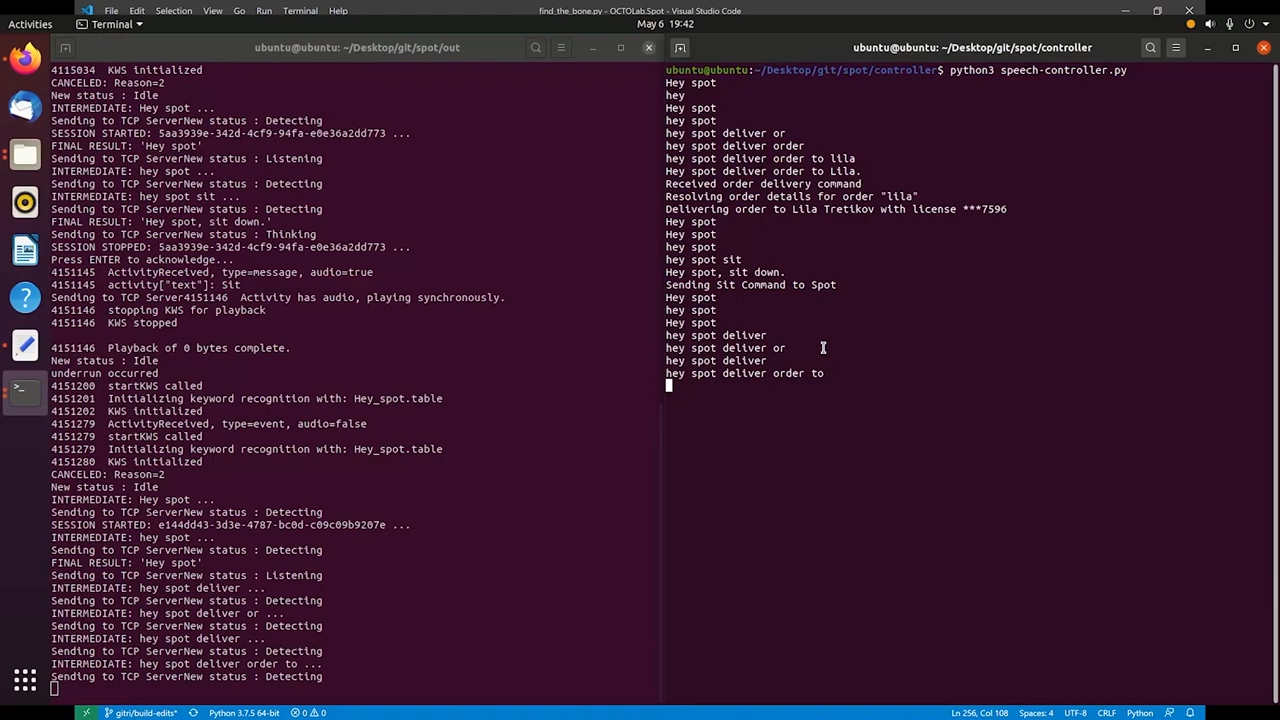 File Edit Selection View Go Run Terminal Help
find_the_bone.py - OCTOLab.Spot - Visual Studio Code
Activities
Terminal
May 6 19:42
ubuntu@ubuntu: ~/Desktop/git/spot/out
4115034 KWS initialized
CANCELED: Reason=2
New status : Idle
INTERMEDIATE: Hey spot ...
Sending to TCP ServerNew status : Detecting
SESSION STARTED: 5aa3939e-342d-4cf9-94fa-e0e36a2dd773 ...
FINAL RESULT: 'Hey spot'
Sending to TCP ServerNew status : Listening
INTERMEDIATE: hey spot ...
Sending to TCP ServerNew status : Detecting
INTERMEDIATE: hey spot sit ...
Sending to TCP ServerNew status : Detecting
FINAL RESULT: 'Hey spot, sit down.'
Sending to TCP ServerNew status : Thinking
SESSION STOPPED: 5aa3939e-342d-4cf9-94fa-e0e36a2dd773 ...
Press ENTER to acknowledge...
4151145 ActivityReceived, type=message, audio=true
4151145 activity["text"]: Sit
Sending to TCP Server4151146 Activity has audio, playing synchronously.
4151146 stopping KWS for playback
4151146 KWS stopped
4151146 Playback of 0 bytes complete.
New status : Idle
underrun occurred
4151200 startKWS called
4151201 Initializing keyword recognition with: Hey_spot.table
4151202 KWS initialized
4151279 ActivityReceived, type=event, audio=false
4151279 startKWS called
4151279 Initializing keyword recognition with: Hey_spot.table
4151280 KWS initialized
CANCELED: Reason=2
New status : Idle
INTERMEDIATE: Hey spot ...
Sending to TCP ServerNew status : Detecting
SESSION STARTED: e144dd43-3d3e-4787-bc0d-c09c09b9207e ...
INTERMEDIATE: hey spot ...
Sending to TCP ServerNew status : Detecting
FINAL RESULT: 'Hey spot'
Sending to TCP ServerNew status : Listening
INTERMEDIATE: hey spot deliver ...
Sending to TCP ServerNew status : Detecting
INTERMEDIATE: hey spot deliver or ...
Sending to TCP ServerNew status : Detecting
INTERMEDIATE: hey spot deliver ...
Sending to TCP ServerNew status : Detecting
INTERMEDIATE: hey spot deliver order to ...
Sending to TCP ServerNew status : Detecting
ubuntu@ubuntu: ~/Desktop/git/spot/controller
ubuntu@ubuntu:~/Desktop/git/spot/controller$ python3 speech-controller.py
Hey spot
hey
Hey spot
hey spot
hey spot deliver or
hey spot deliver order
hey spot deliver order to lila
Hey spot deliver order to Lila.
Received order delivery command
Resolving order details for order "lila"
Delivering order to Lila Tretikov with license ***7596
Hey spot
Hey spot
hey spot
hey spot sit
Hey spot, sit down.
Sending Sit Command to Spot
Hey spot
hey spot
Hey spot
hey spot deliver
hey spot deliver or
hey spot deliver
hey spot deliver order to
gitri/build-edits*
Python 3.7.5 64-bit
0 0
Ln 256, Col 108
Spaces: 4
UTF-8
CRLF
Python